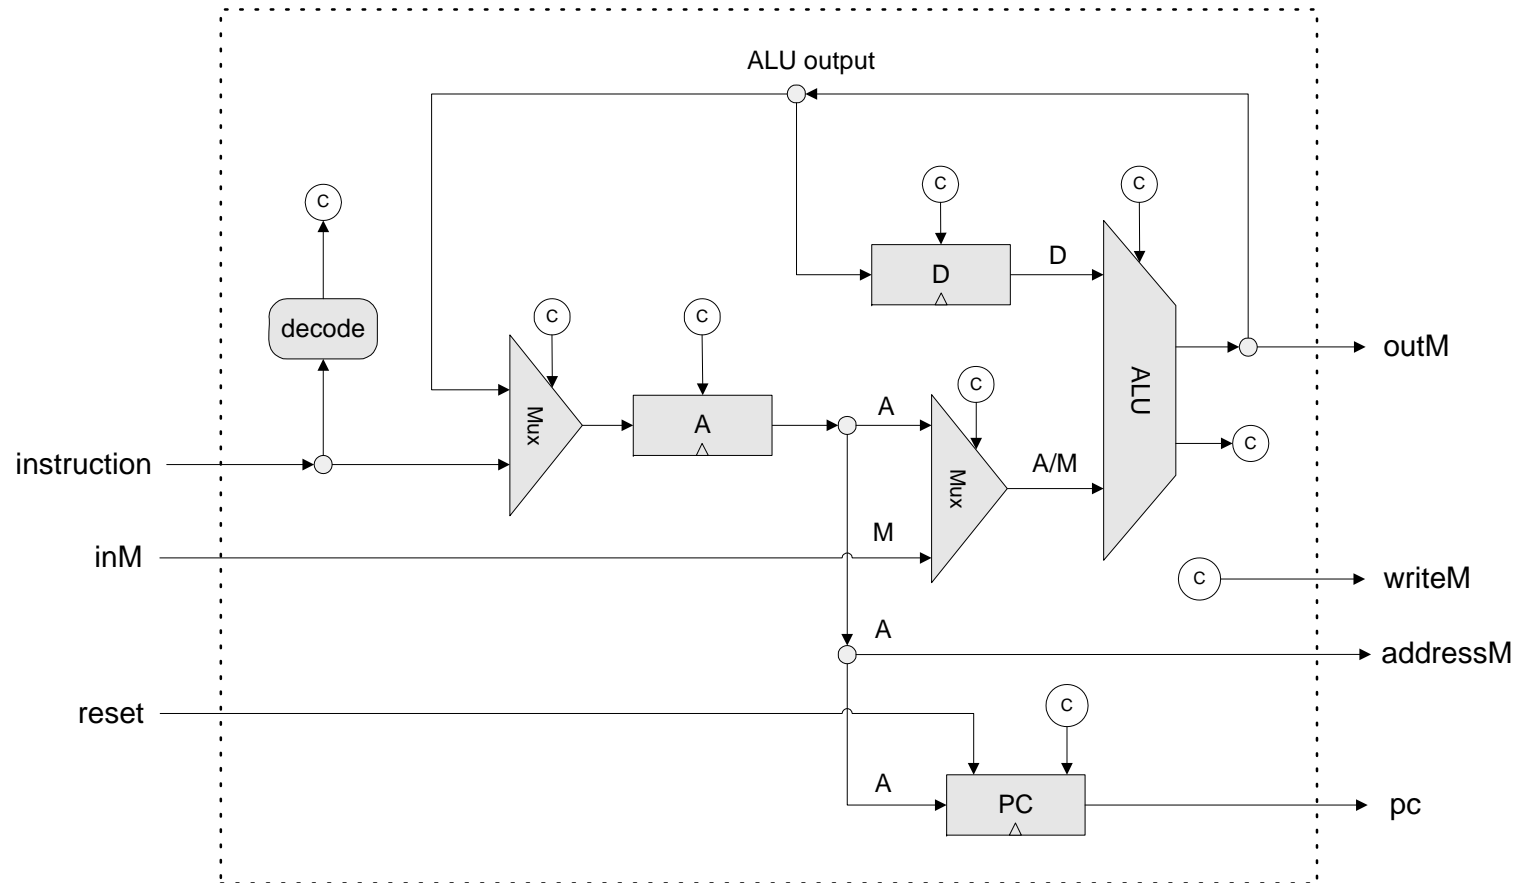 ALU output
C
C
C
D
D
decode
C
C
outM
Mux
A
A
C
ALU
C
instruction
A/M
Mux
M
inM
C
writeM
A
addressM
reset
C
A
PC
pc